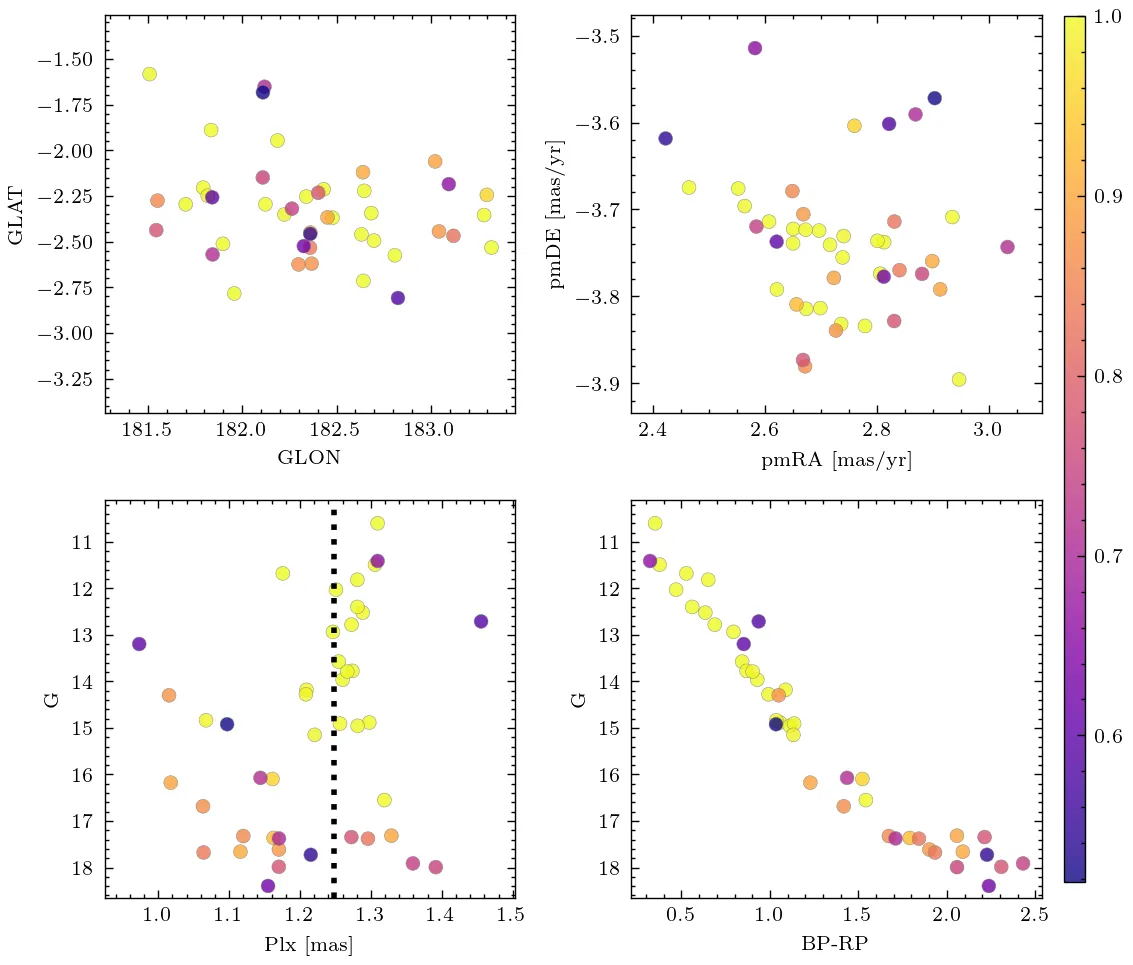 −1.50
−1.75
−2.00
−2.25
−2.50
−2.75
−3.00
−3.25
GLAT
181.5 182.0 182.5 183.0
GLON
−3.5
−3.6
−3.7
−3.8
−3.9
pmDE [mas/yr]
2.4 2.6 2.8 3.0
pmRA [mas/yr]
11
12
13
14
15
16
17
18
G
1.0 1.1 1.2 1.3 1.4 1.5
Plx [mas]
11
12
13
14
15
16
17
18
G
0.5 1.0 1.5 2.0 2.5
BP-RP
1.0
0.9
0.8
0.7
0.6